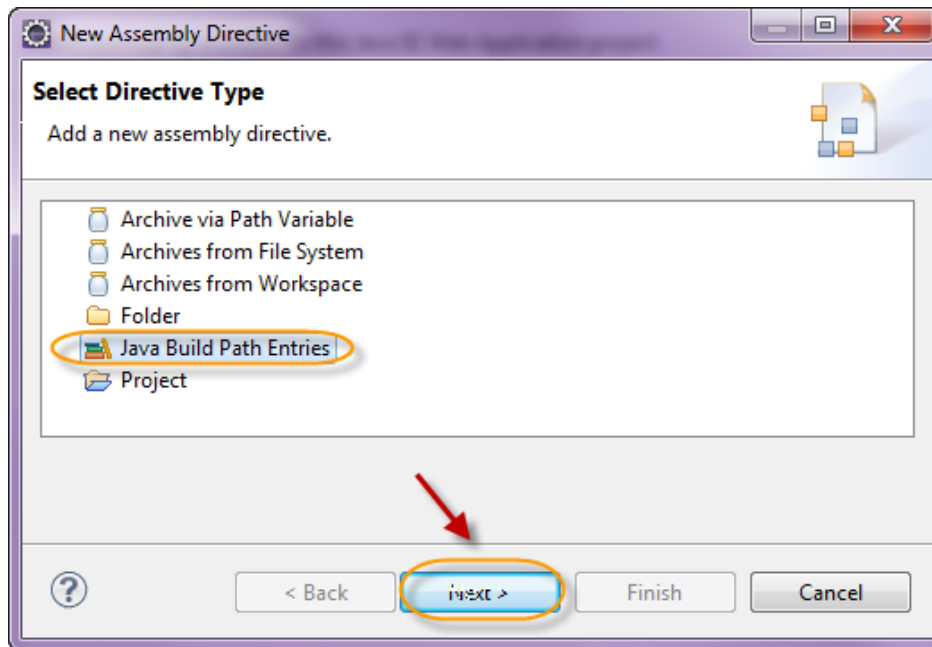 New Assembly Directive
Select Directive Type
Add a new assembly directive.
Archive via Path Variable
Archives from File System
Archives from Workspace
Folder
Java Build Path Entries
Project
? < Back Next > Finish Cancel